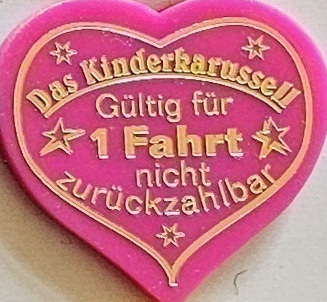 Das Kinderkarussell
Gültig für
1 Fahrt
nicht
zurückzahlbar